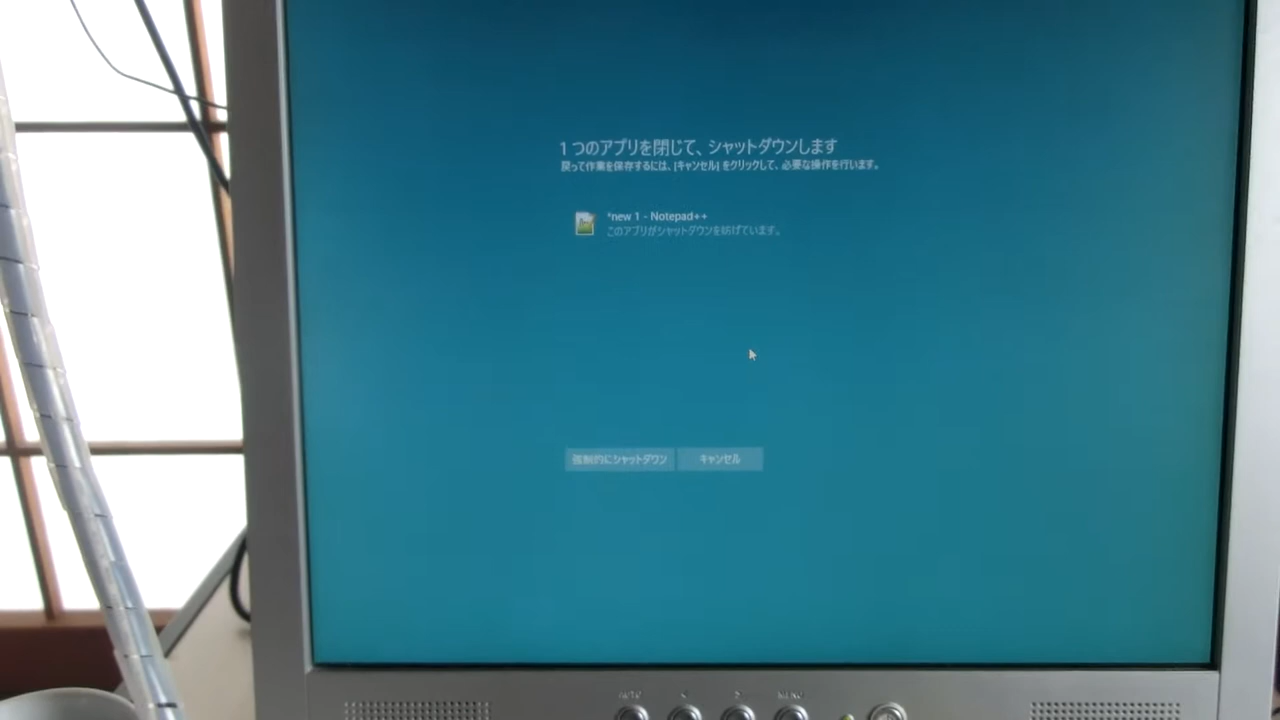 1 つのアプリを閉じて、シャットダウンします
戻って作業を保存するには、[キャンセル] をクリックして、必要な操作を行います。
*new 1 - Notepad++
このアプリがシャットダウンを妨げています。
強制的にシャットダウン
キャンセル
AUTO
<
>
MENU